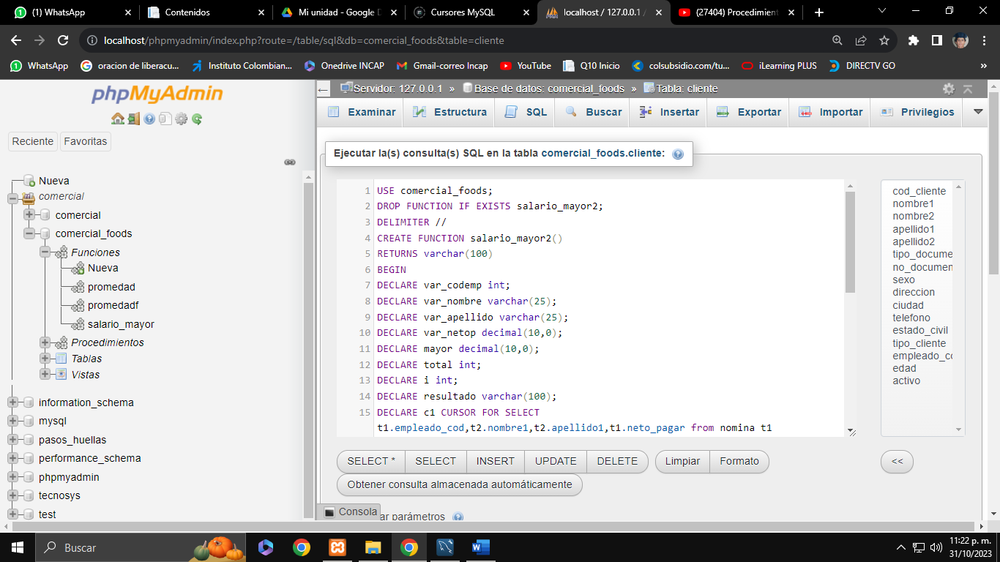 (1) WhatsApp
Contenidos
Mi unidad - Google D
Cursores MySQL
localhost / 127.0.0.1 /
(27404) Procedimient
localhost/phpmyadmin/index.php?route=/table/sql&db=comercial_foods&table=cliente
WhatsApp
oracion de liberacu...
Instituto Colombian...
Onedrive INCAP
Gmail-correo Incap
YouTube
Q10 Inicio
colsubsidio.com/tu...
iLearning PLUS
DIRECTV GO
»
phpMyAdmin
Reciente
Favoritas
Nueva
comercial
comercial
comercial_foods
Funciones
Nueva
promedad
promedadf
salario_mayor
Procedimientos
Tablas
Vistas
information_schema
mysql
pasos_huellas
performance_schema
phpmyadmin
tecnosys
test
Servidor: 127.0.0.1 » Base de datos: comercial_foods » Tabla: cliente
Examinar
Estructura
SQL
Buscar
Insertar
Exportar
Importar
Privilegios
Ejecutar la(s) consulta(s) SQL en la tabla comercial_foods.cliente:
1 USE comercial_foods;
2 DROP FUNCTION IF EXISTS salario_mayor2;
3 DELIMITER //
4 CREATE FUNCTION salario_mayor2()
5 RETURNS varchar(100)
6 BEGIN
7 DECLARE var_codemp int;
8 DECLARE var_nombre varchar(25);
9 DECLARE var_apellido varchar(25);
10 DECLARE var_netop decimal(10,0);
11 DECLARE mayor decimal(10,0);
12 DECLARE total int;
13 DECLARE i int;
14 DECLARE resultado varchar(100);
15 DECLARE c1 CURSOR FOR SELECT
t1.empleado_cod,t2.nombre1,t2.apellido1,t1.neto_pagar from nomina t1
cod_cliente
nombre1
nombre2
apellido1
apellido2
tipo_docume
no_documen
sexo
direccion
ciudad
telefono
estado_civil
tipo_cliente
empleado_co
edad
activo
SELECT *
SELECT
INSERT
UPDATE
DELETE
Limpiar
Formato
<<
Obtener consulta almacenada automáticamente
Consola
ar parámetros
Buscar
11:22 p. m.
31/10/2023